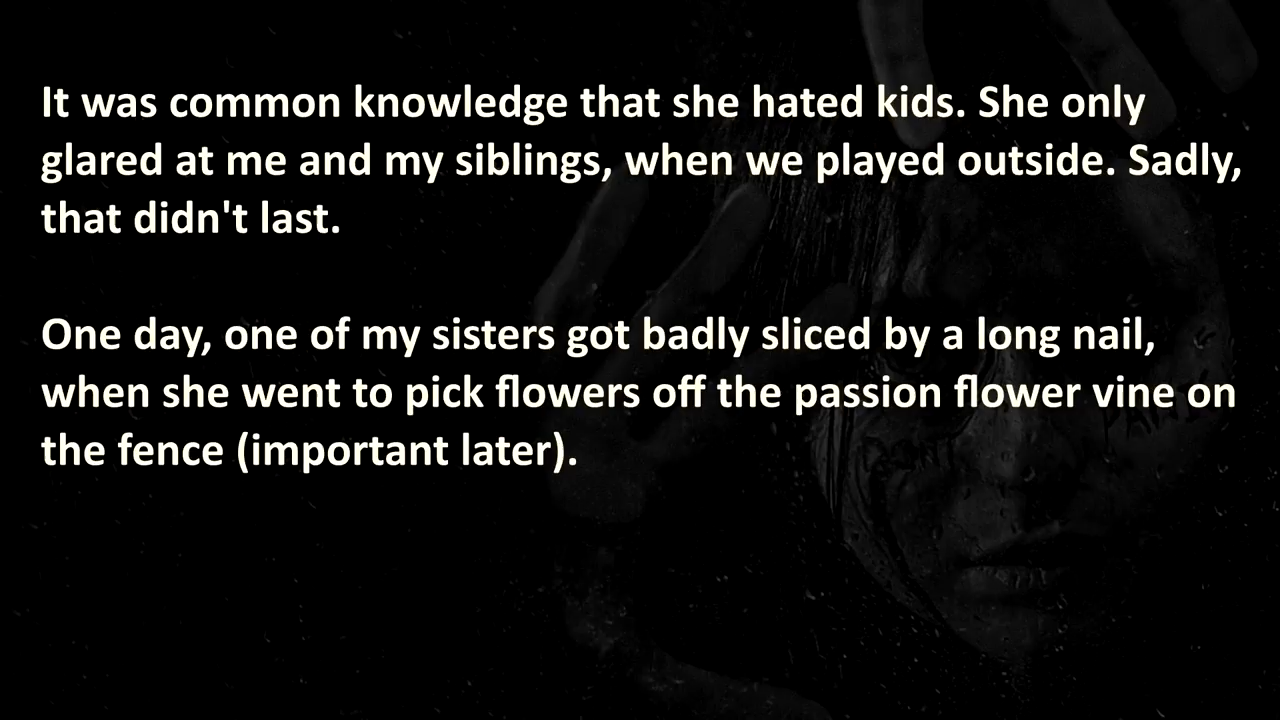 It was common knowledge that she hated kids. She only
glared at me and my siblings, when we played outside. Sadly,
that didn't last.
One day, one of my sisters got badly sliced by a long nail,
when she went to pick flowers off the passion flower vine on
the fence (important later).